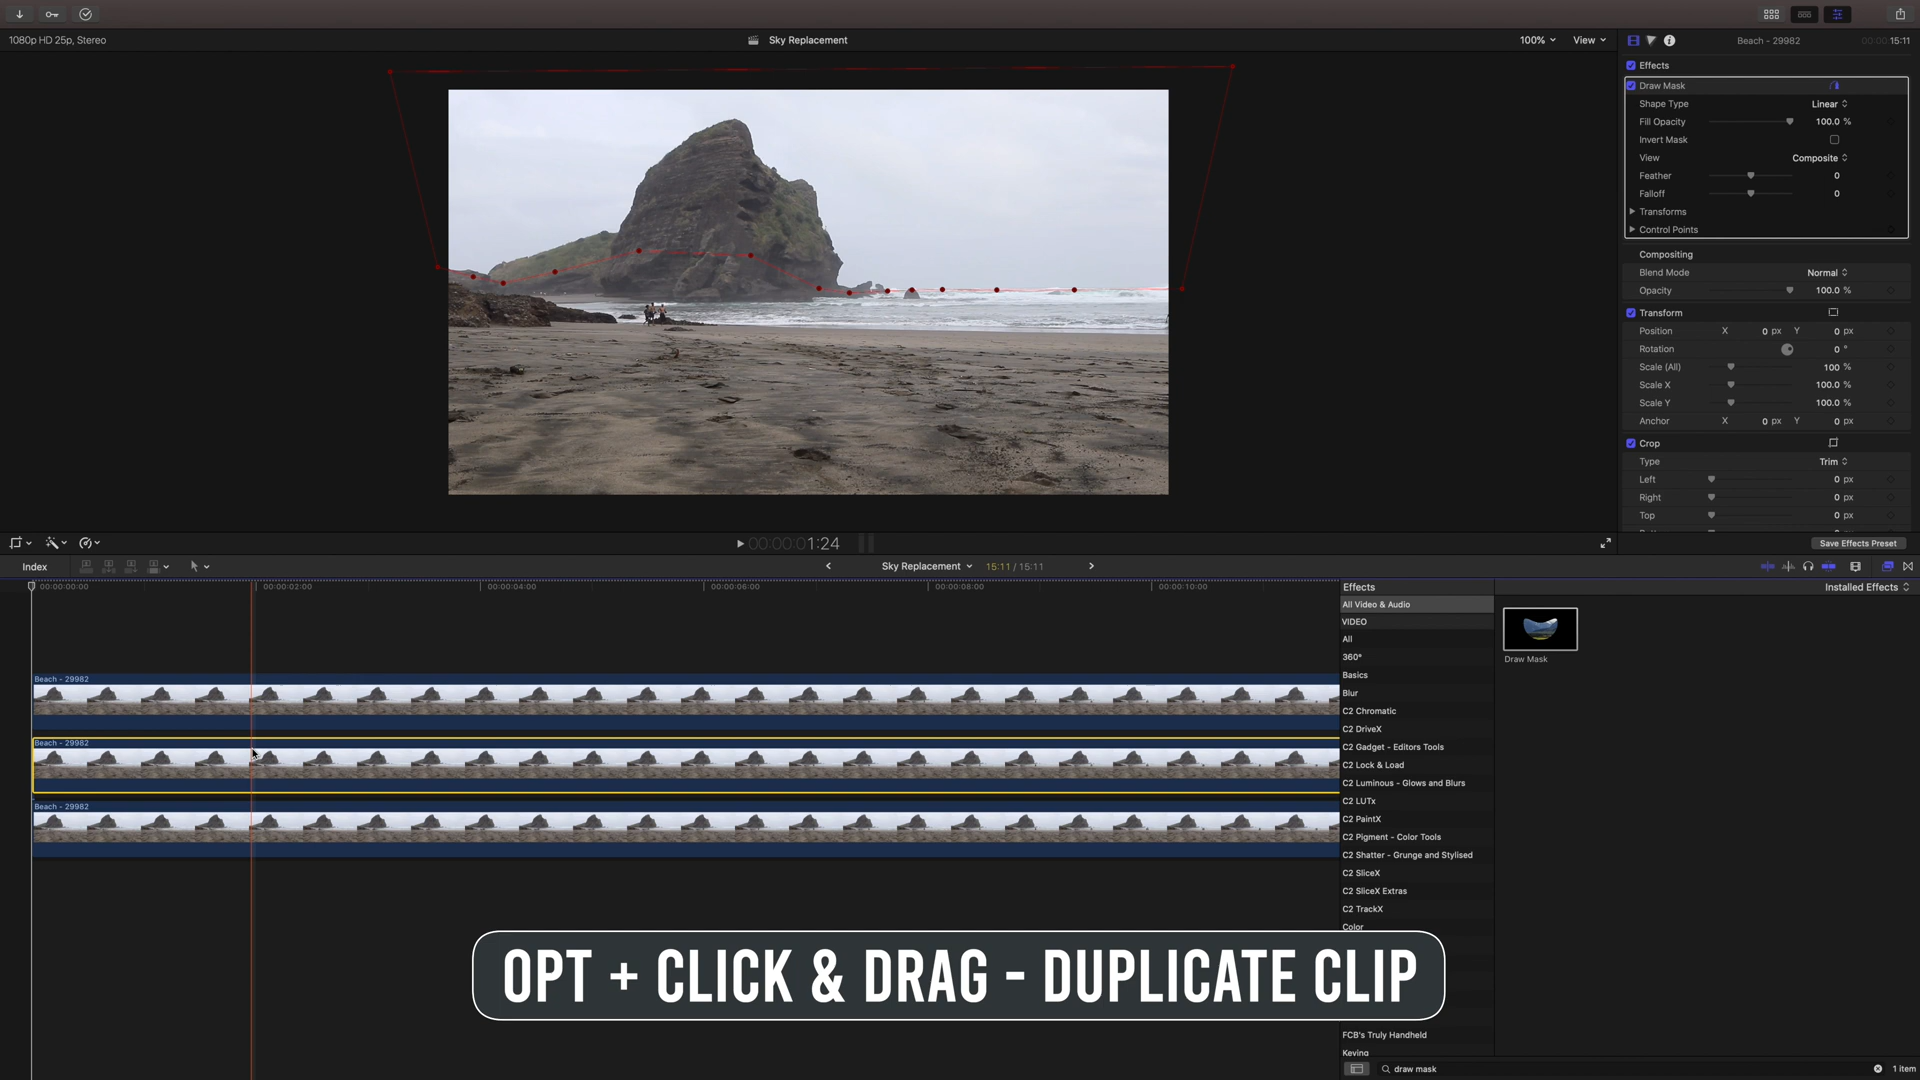 1080p HD 25p, Stereo
Sky Replacement
100%
View
Beach - 29982
00:00:00:15:11
Effects
Draw Mask
Shape Type
Linear
Fill Opacity
100.0 %
Invert Mask
View
Composite
Feather
0
Falloff
0
Transforms
Control Points
Compositing
Blend Mode
Normal
Opacity
100.0 %
Transform
Position
X
0 px
Y
0 px
Rotation
0 °
Scale (All)
100 %
Scale X
100.0 %
Scale Y
100.0 %
Anchor
X
0 px
Y
0 px
Crop
Type
Trim
Left
0 px
Right
0 px
Top
0 px
Save Effects Preset
00:00:01:24
Index
Sky Replacement
15:11 / 15:11
00:00:00:00
00:00:02:00
00:00:04:00
00:00:06:00
00:00:08:00
00:00:10:00
Beach - 29982
Beach - 29982
Beach - 29982
Effects
Installed Effects
All Video & Audio
VIDEO
All
360°
Basics
Blur
C2 Chromatic
C2 DriveX
C2 Gadget - Editors Tools
C2 Lock & Load
C2 Luminous - Glows and Blurs
C2 LUTx
C2 PaintX
C2 Pigment - Color Tools
C2 Shatter - Grunge and Stylised
C2 SliceX
C2 SliceX Extras
C2 TrackX
Color
FCB's Truly Handheld
Keying
Draw Mask
draw mask
1 item
OPT + CLICK & DRAG - DUPLICATE CLIP